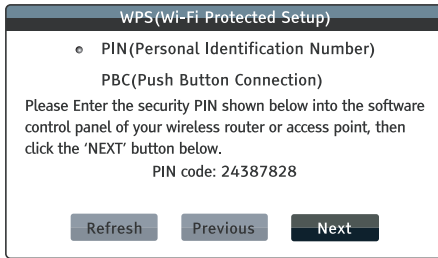 WPS(Wi-Fi Protected Setup)
PIN(Personal Identification Number)
PBC(Push Button Connection)
Please Enter the security PIN shown below into the software
control panel of your wireless router or access point, then
click the ‘NEXT’ button below.
PIN code: 24387828
Refresh Previous Next